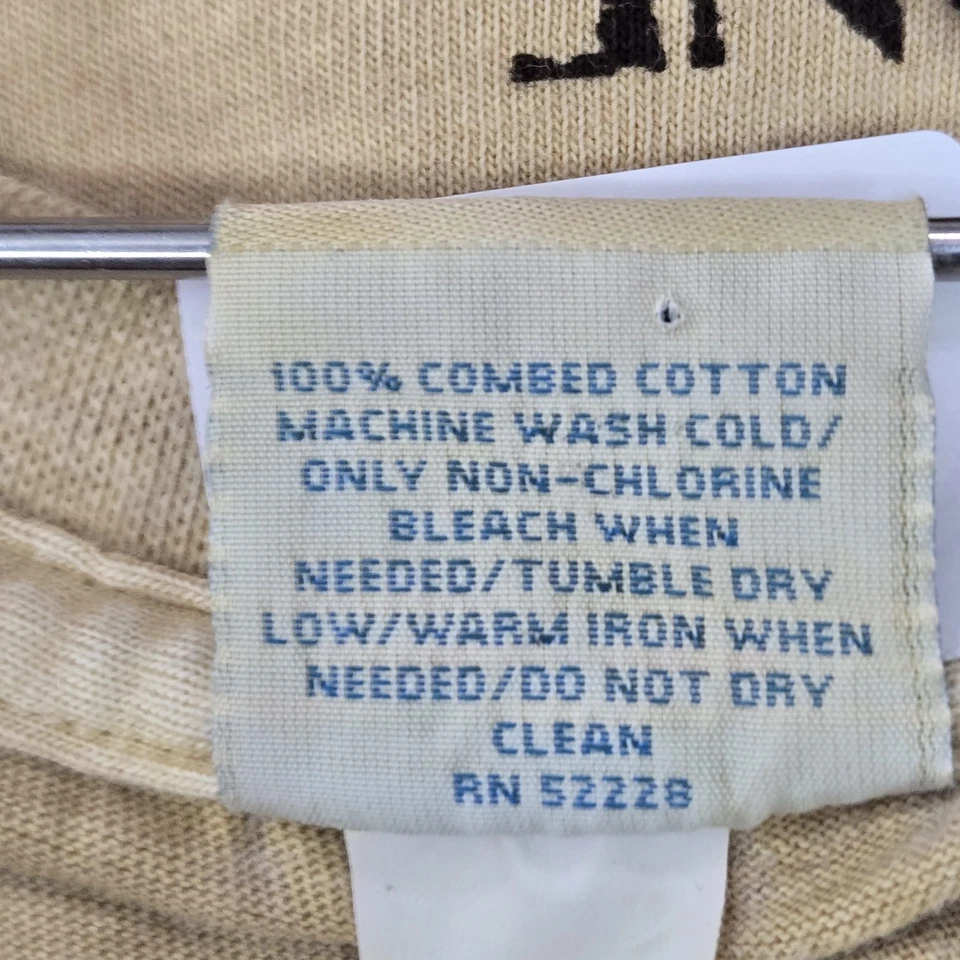 100% COMBED COTTON
MACHINE WASH COLD/
ONLY NON-CHLORINE
BLEACH WHEN
NEEDED/TUMBLE DRY
LOW/WARM IRON WHEN
NEEDED/DO NOT DRY
CLEAN
RN 52228